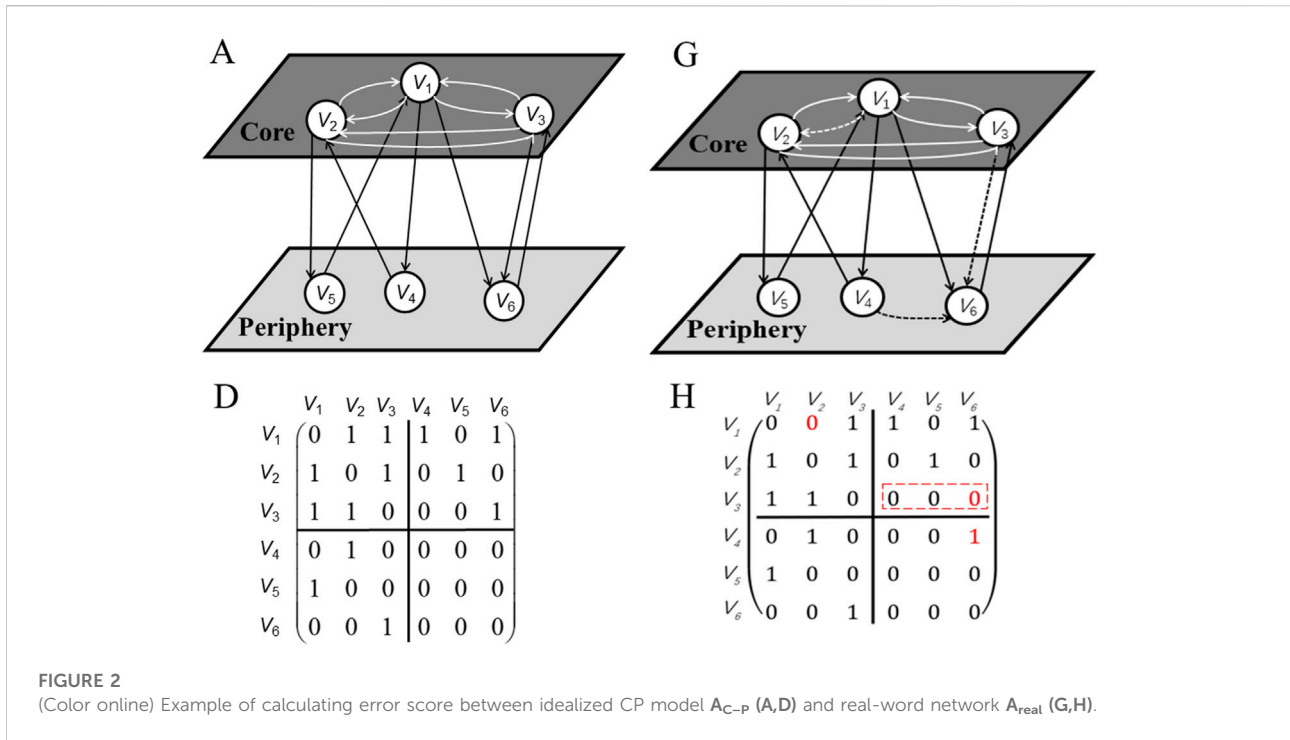 A
V1
V2
V3
Core
V5
V4
V6
Periphery
G
V1
V2
V3
Core
V5
V4
V6
Periphery
D
V1 V2 V3 V4 V5 V6
V1 0 1 1 1 0 1
V2 1 0 1 0 1 0
V3 1 1 0 0 0 1
V4 0 1 0 0 0 0
V5 1 0 0 0 0 0
V6 0 0 1 0 0 0
H
V1 V2 V3 V4 V5 V6
V1 0 0 1 1 0 1
V2 1 0 1 0 1 0
V3 1 1 0 0 0 0
V4 0 1 0 0 0 1
V5 1 0 0 0 0 0
V6 0 0 1 0 0 0
FIGURE 2
(Color online) Example of calculating error score between idealized CP model AC–P (A,D) and real-word network Areal (G,H).